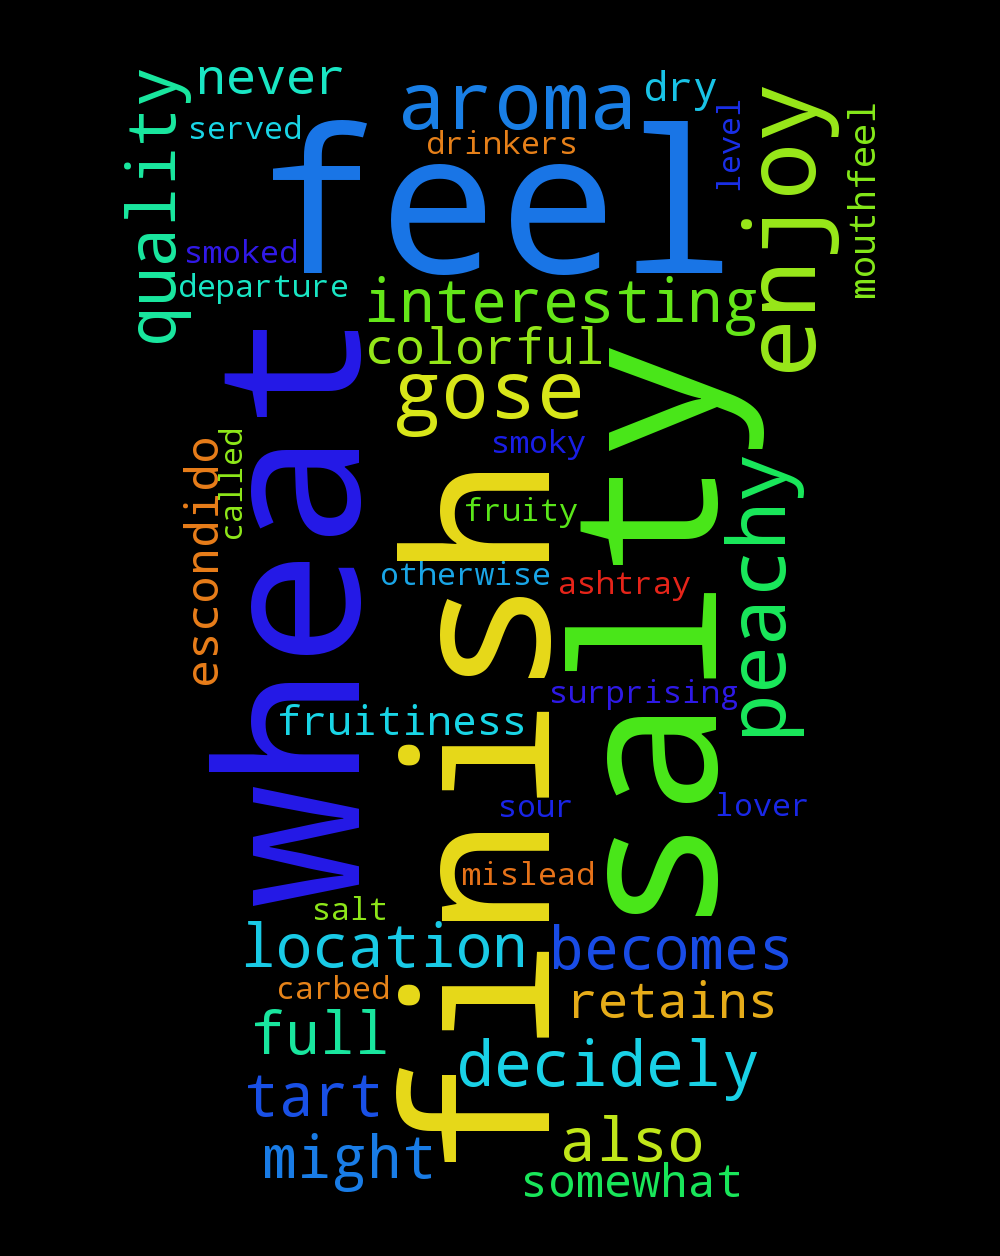 never
aroma
dry
served
drinkers
feel
level
enjoy
mouthfeel
quality
smoked
departure
interesting
colorful
gose
wheat
salty
smoky
called
escondido
finish
fruity
peachy
otherwise
ashtray
surprising
fruitiness
sour
lover
mislead
salt
location
becomes
carbed
retains
full
decidely
tart
also
might
somewhat